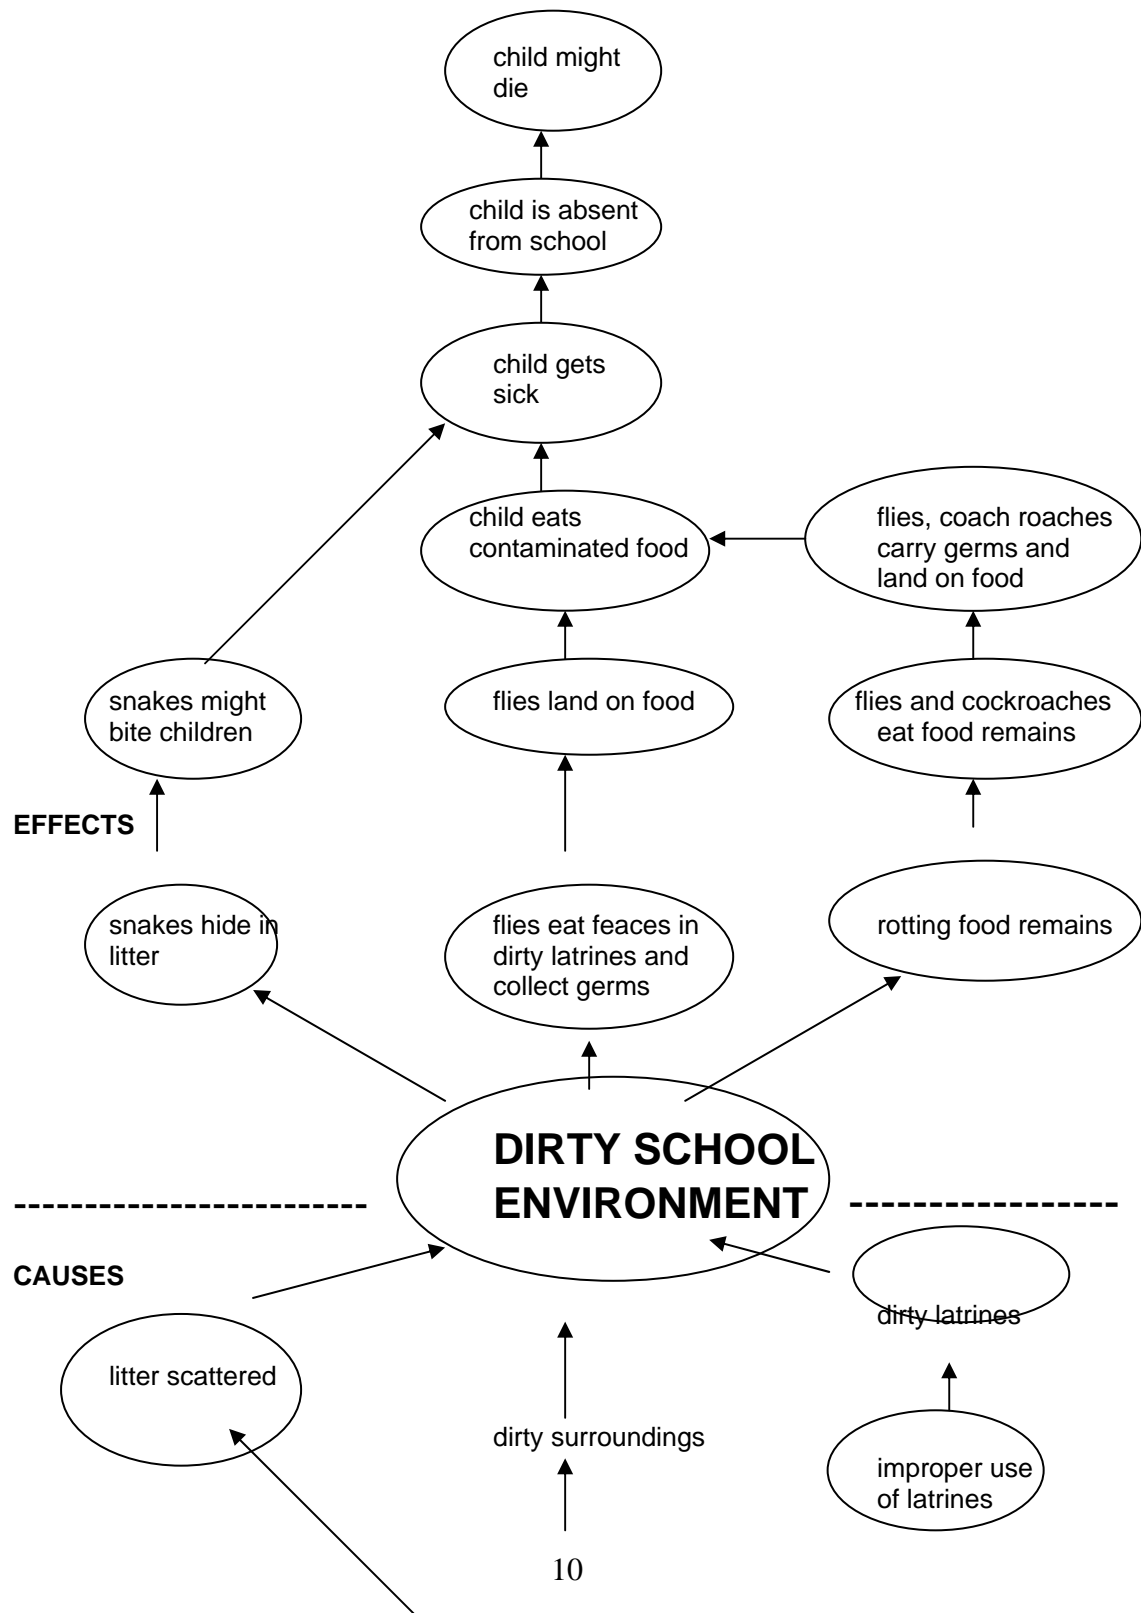 child might
die
child is absent
from school
child gets
sick
child eats
contaminated food
flies, coach roaches
carry germs and
land on food
snakes might
bite children
flies land on food
flies and cockroaches
eat food remains
EFFECTS
snakes hide in
litter
flies eat feaces in
dirty latrines and
collect germs
rotting food remains
DIRTY SCHOOL
ENVIRONMENT
CAUSES
dirty latrines
litter scattered
dirty surroundings
improper use
of latrines
10